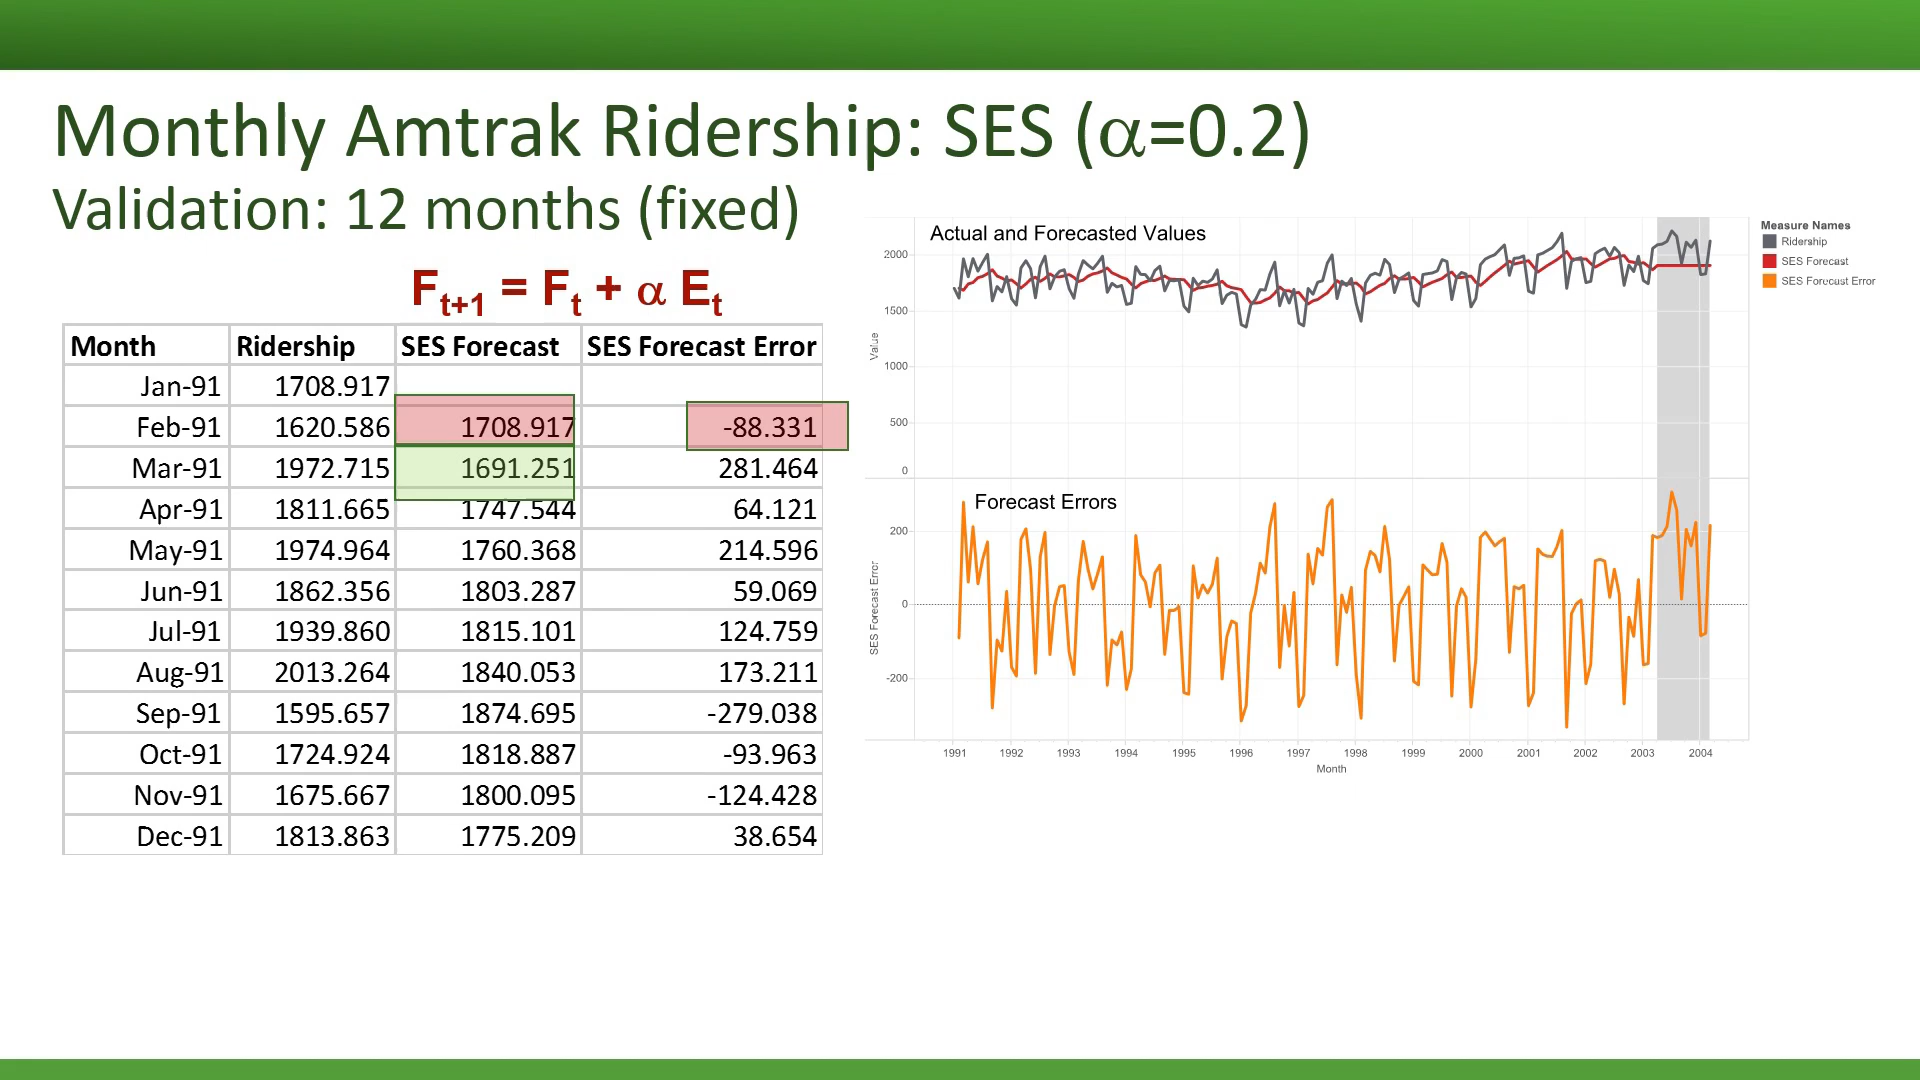 Monthly Amtrak Ridership: SES (α=0.2)
Validation: 12 months (fixed)
Ft+1 = Ft + α Et
Month Ridership SES Forecast SES Forecast Error
Jan-91 1708.917
Feb-91 1620.586 1708.917 -88.331
Mar-91 1972.715 1691.251 281.464
Apr-91 1811.665 1747.544 64.121
May-91 1974.964 1760.368 214.596
Jun-91 1862.356 1803.287 59.069
Jul-91 1939.860 1815.101 124.759
Aug-91 2013.264 1840.053 173.211
Sep-91 1595.657 1874.695 -279.038
Oct-91 1724.924 1818.887 -93.963
Nov-91 1675.667 1800.095 -124.428
Dec-91 1813.863 1775.209 38.654
Actual and Forecasted Values
2000
1500
1000
500
0
Value
Forecast Errors
200
0
-200
SES Forecast Error
1991 1992 1993 1994 1995 1996 1997 1998 1999 2000 2001 2002 2003 2004
Month
Measure Names
Ridership
SES Forecast
SES Forecast Error